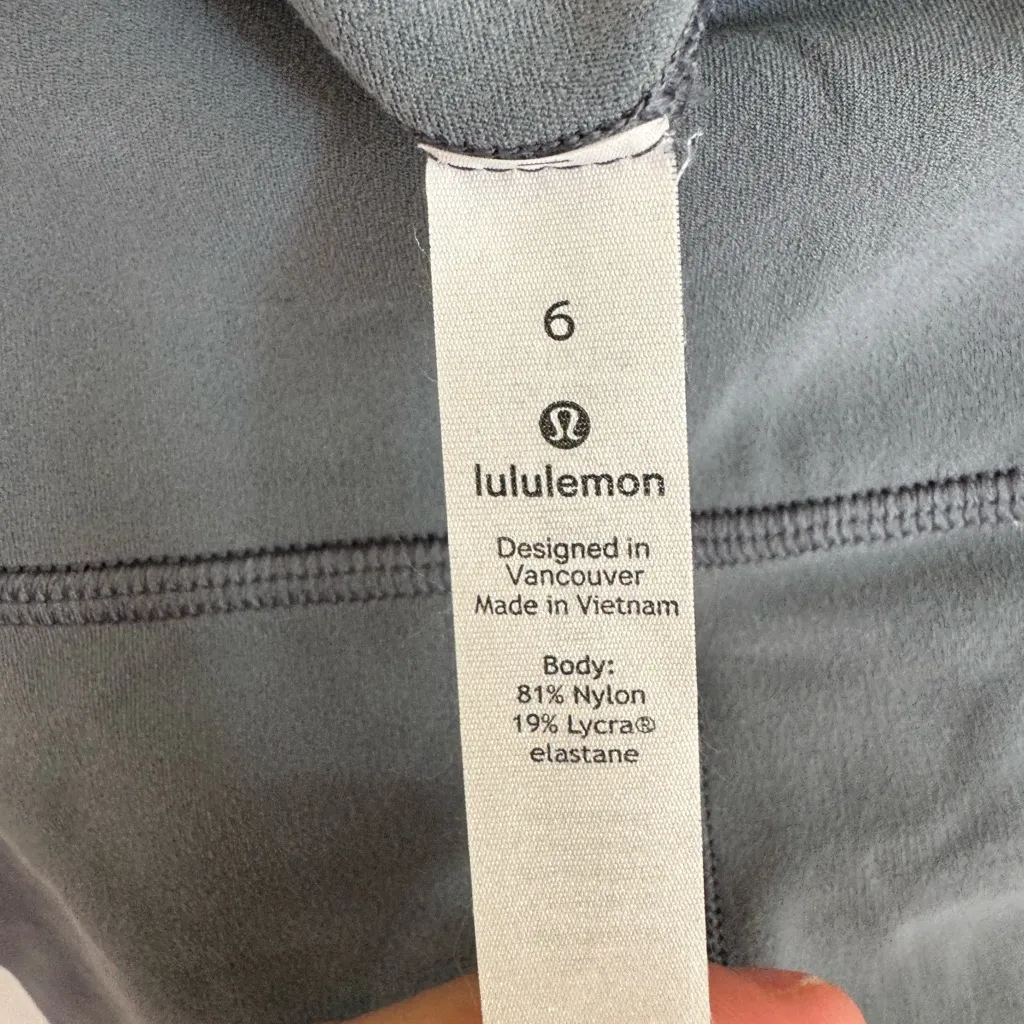 6
lululemon
Designed in
Vancouver
Made in Vietnam
Body:
81% Nylon
19% Lycra®
elastane